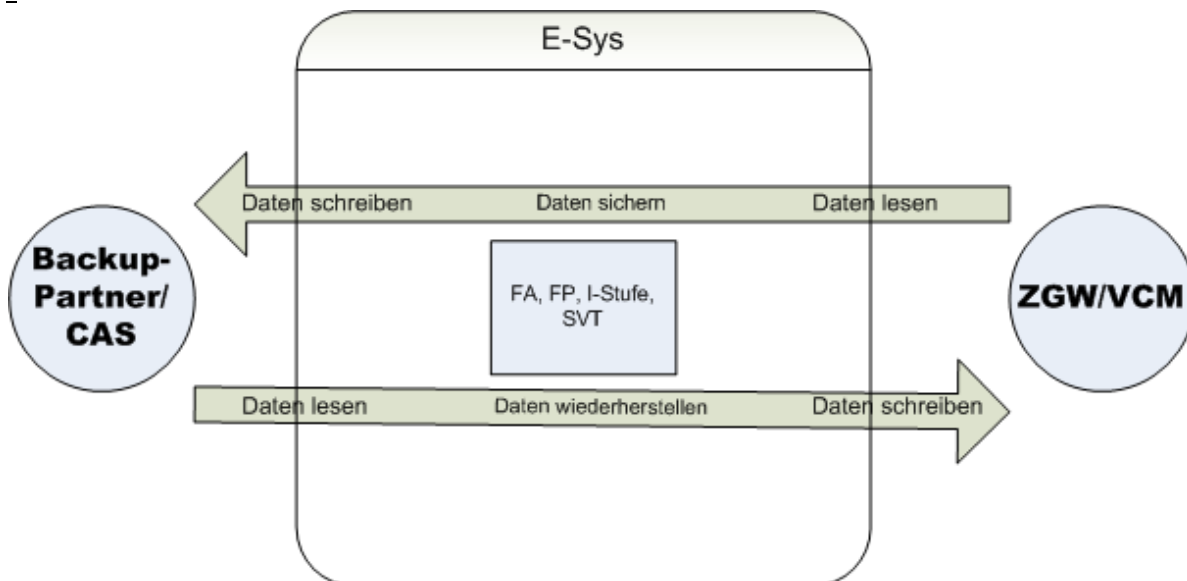 E-Sys
Daten schreiben Daten sichern Daten lesen
Backup-
Partner/
CAS
FA, FP, I-Stufe,
SVT
ZGW/VCM
Daten lesen Daten wiederherstellen Daten schreiben